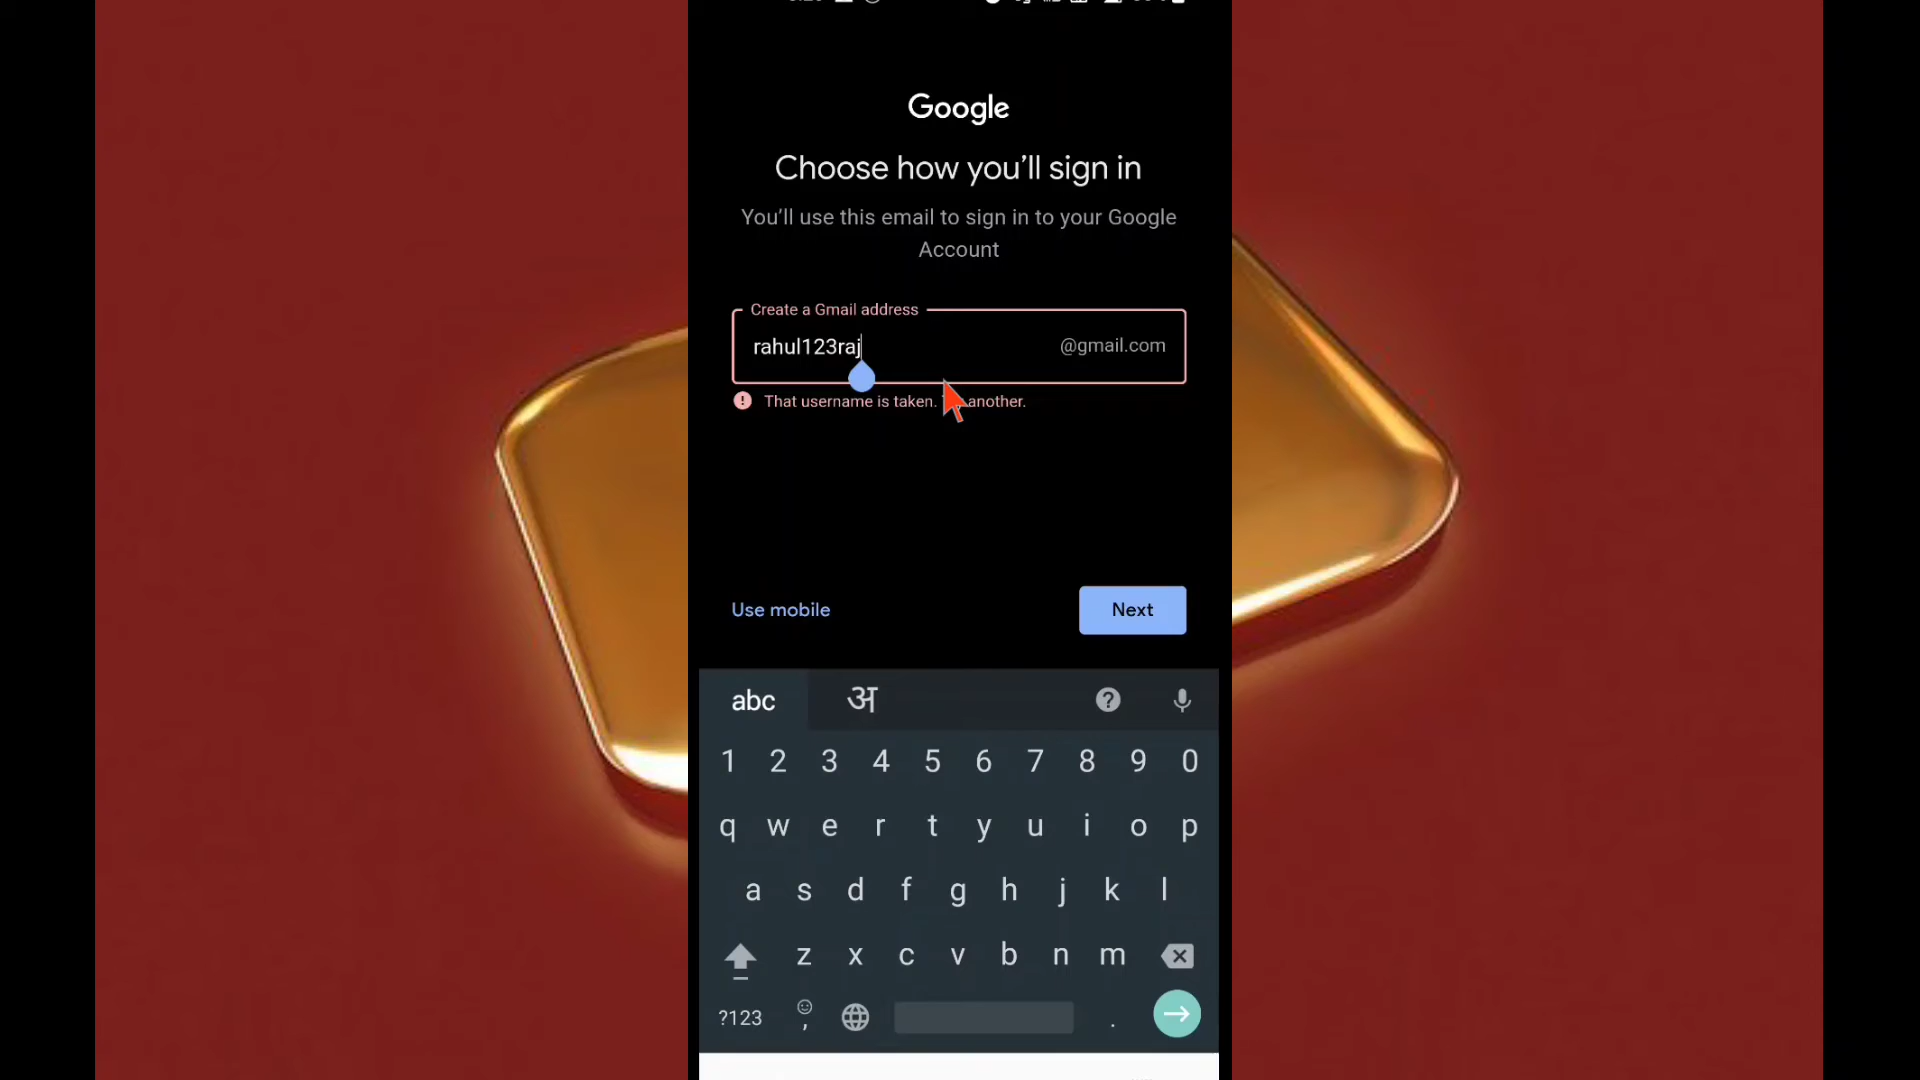 Google
Choose how you'll sign in
You'll use this email to sign in to your Google
Account
Create a Gmail address
rahul123raj
@gmail.com
That username is taken. another.
Use mobile
Next
abc
अ
1 2 3 4 5 6 7 8 9 0
q w e r t y u i o p
a s d f g h j k l
z x c v b n m
?123 , .